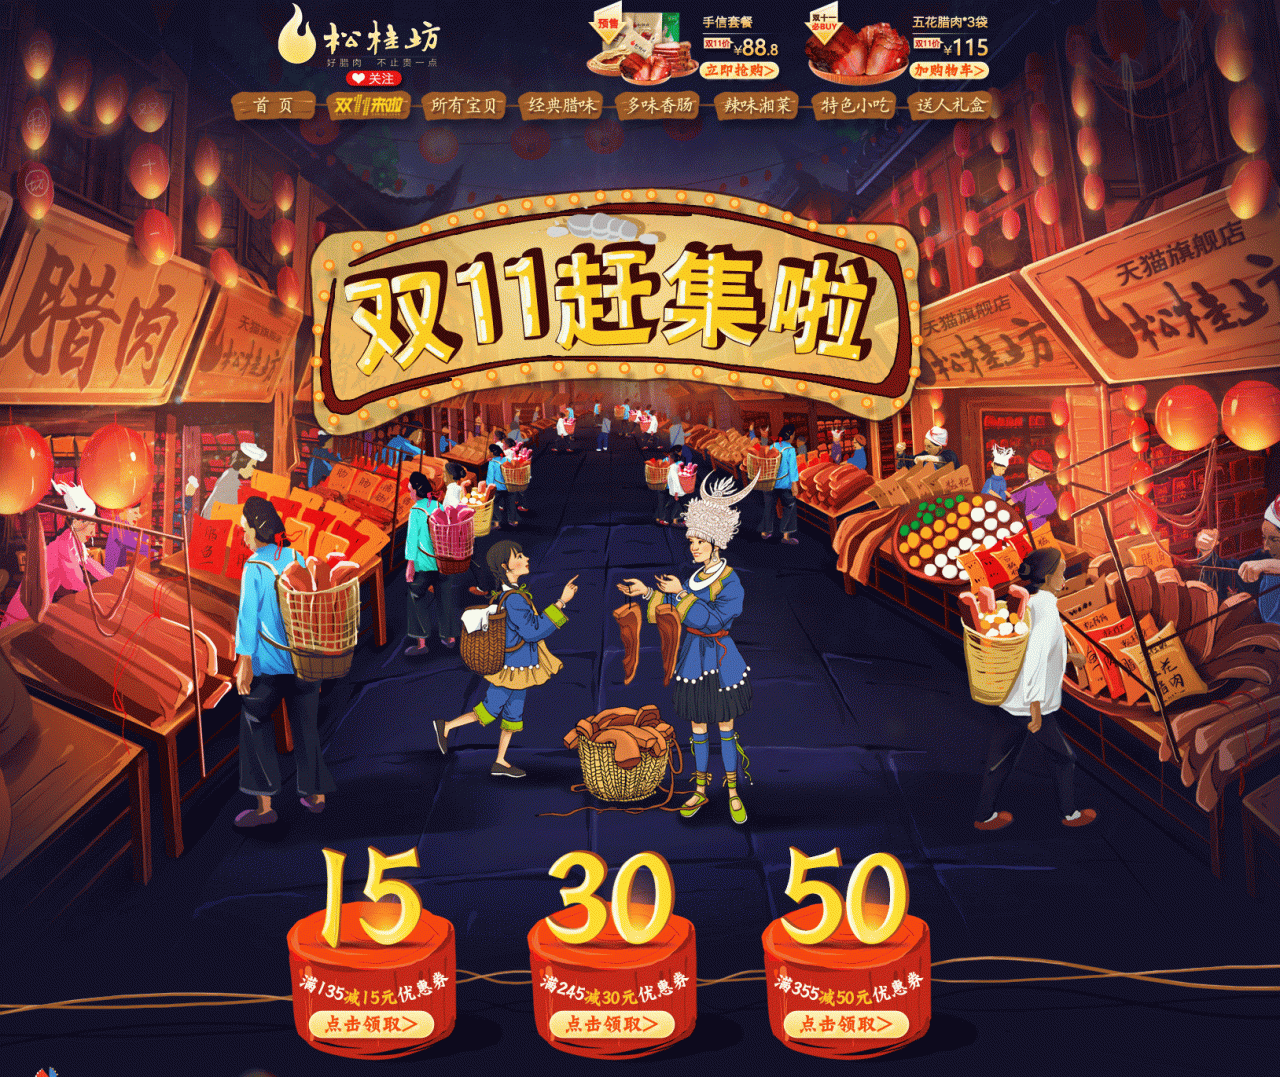 松桂坊
好腊肉 不止贵一点
关注
预售
手信套餐
双11价 ¥88.8
立即抢购>
双十一
必BUY
五花腊肉*3袋
双11价 ¥115
加购物车>
首 页
双11来啦
所有宝贝
经典腊味
多味香肠
辣味湘菜
特色小吃
送人礼盒
双11赶集啦
腊肉
天猫旗舰店
松桂坊
天猫旗舰店
松桂坊
天猫旗舰店
松桂坊
15
满135减15元优惠券
点击领取>
30
满245减30元优惠券
点击领取>
50
满355减50元优惠券
点击领取>